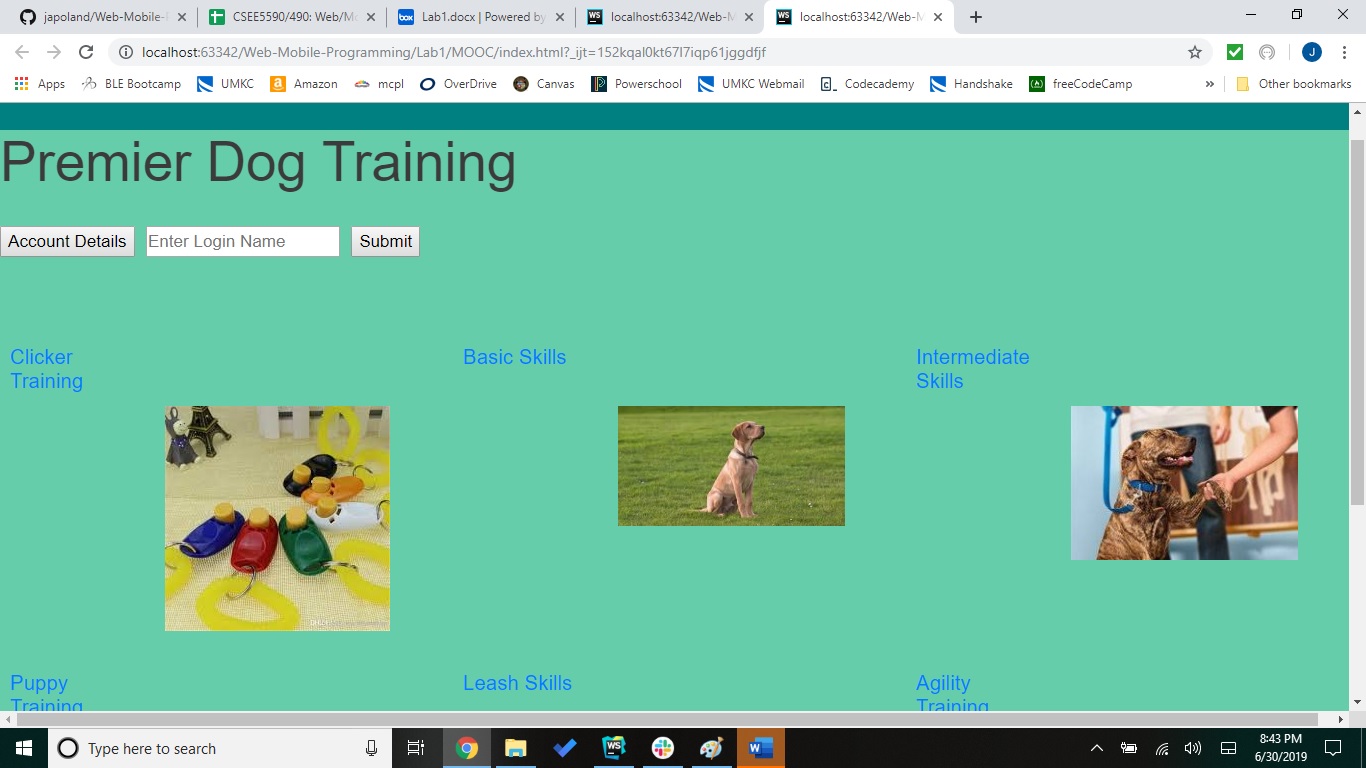 japoland/Web-Mobile-P
CSEE5590/490: Web/Mo
Lab1.docx | Powered by
localhost:63342/Web-M
localhost:63342/Web-M
localhost:63342/Web-Mobile-Programming/Lab1/MOOC/index.html?_ijt=152kqal0kt67l7iqp61jggdfjf
J
Apps BLE Bootcamp UMKC Amazon mcpl OverDrive Canvas Powerschool UMKC Webmail Codecademy Handshake freeCodeCamp » Other bookmarks
Premier Dog Training
Account Details Enter Login Name Submit
Clicker
Training
Basic Skills
Intermediate
Skills
Puppy
Training
Leash Skills
Agility
Training
Type here to search
8:43 PM
6/30/2019